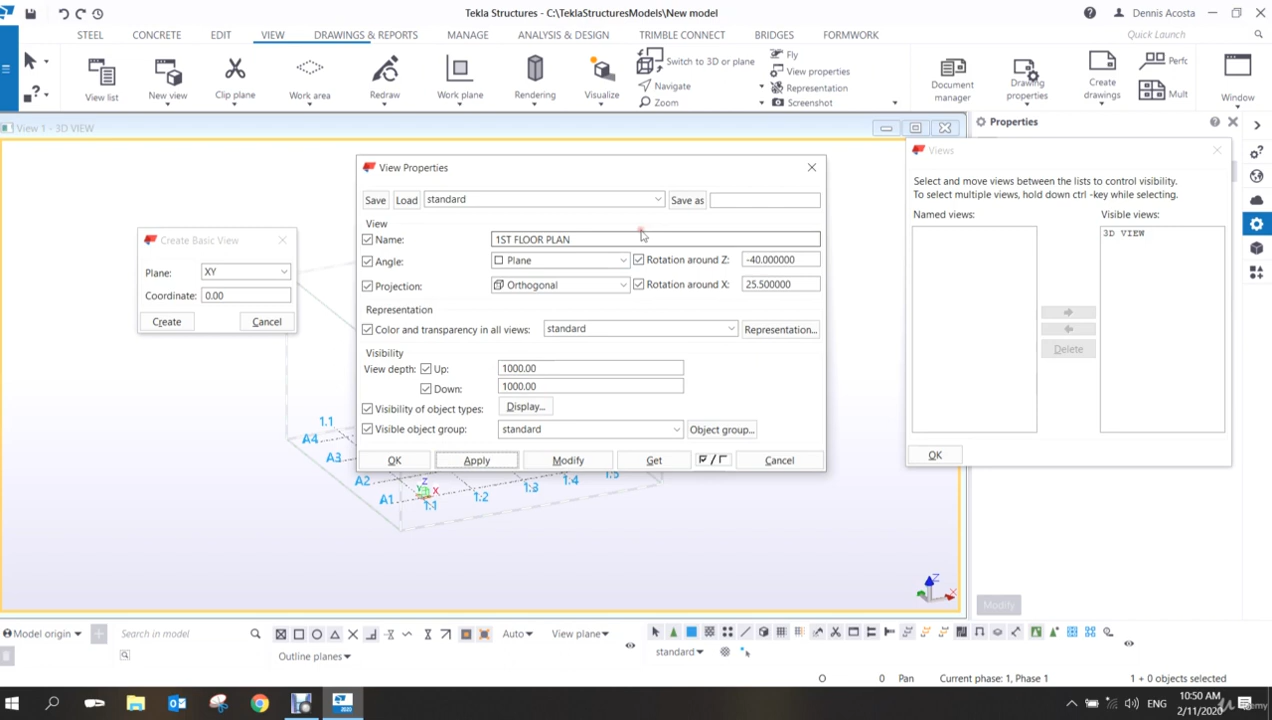 Tekla Structures - C:\TeklaStructuresModels\New model
Dennis Acosta
STEEL CONCRETE EDIT VIEW DRAWINGS & REPORTS MANAGE ANALYSIS & DESIGN TRIMBLE CONNECT BRIDGES FORMWORK Quick Launch
View list
New view
Clip plane
Work area
Redraw
Work plane
Rendering
Visualize
Switch to 3D or plane
Navigate
Zoom
Fly
View properties
Representation
Screenshot
Document manager
Drawing properties
Create drawings
Perfc
Mult
Window
View 1 - 3D VIEW
Properties
Create Basic View
Plane: XY
Coordinate: 0.00
Create Cancel
View Properties
Save Load standard Save as
View
Name: 1ST FLOOR PLAN
Angle: Plane Rotation around Z: -40.000000
Projection: Orthogonal Rotation around X: 25.500000
Representation
Color and transparency in all views: standard Representation...
Visibility
View depth: Up: 1000.00
Down: 1000.00
Visibility of object types: Display...
Visible object group: standard Object group...
OK Apply Modify Get Cancel
Views
Select and move views between the lists to control visibility.
To select multiple views, hold down ctrl -key while selecting.
Named views: Visible views:
3D VIEW
Delete
OK
1.1
A4
A3
A2
A1
1:1
1:2
1:3
1:4
Z
X
Z
Modify
Model origin Search in model Auto View plane
Outline planes standard
O 0 Pan Current phase: 1, Phase 1 1 + 0 objects selected
ENG
10:50 AM
2/11/2020
Udemy